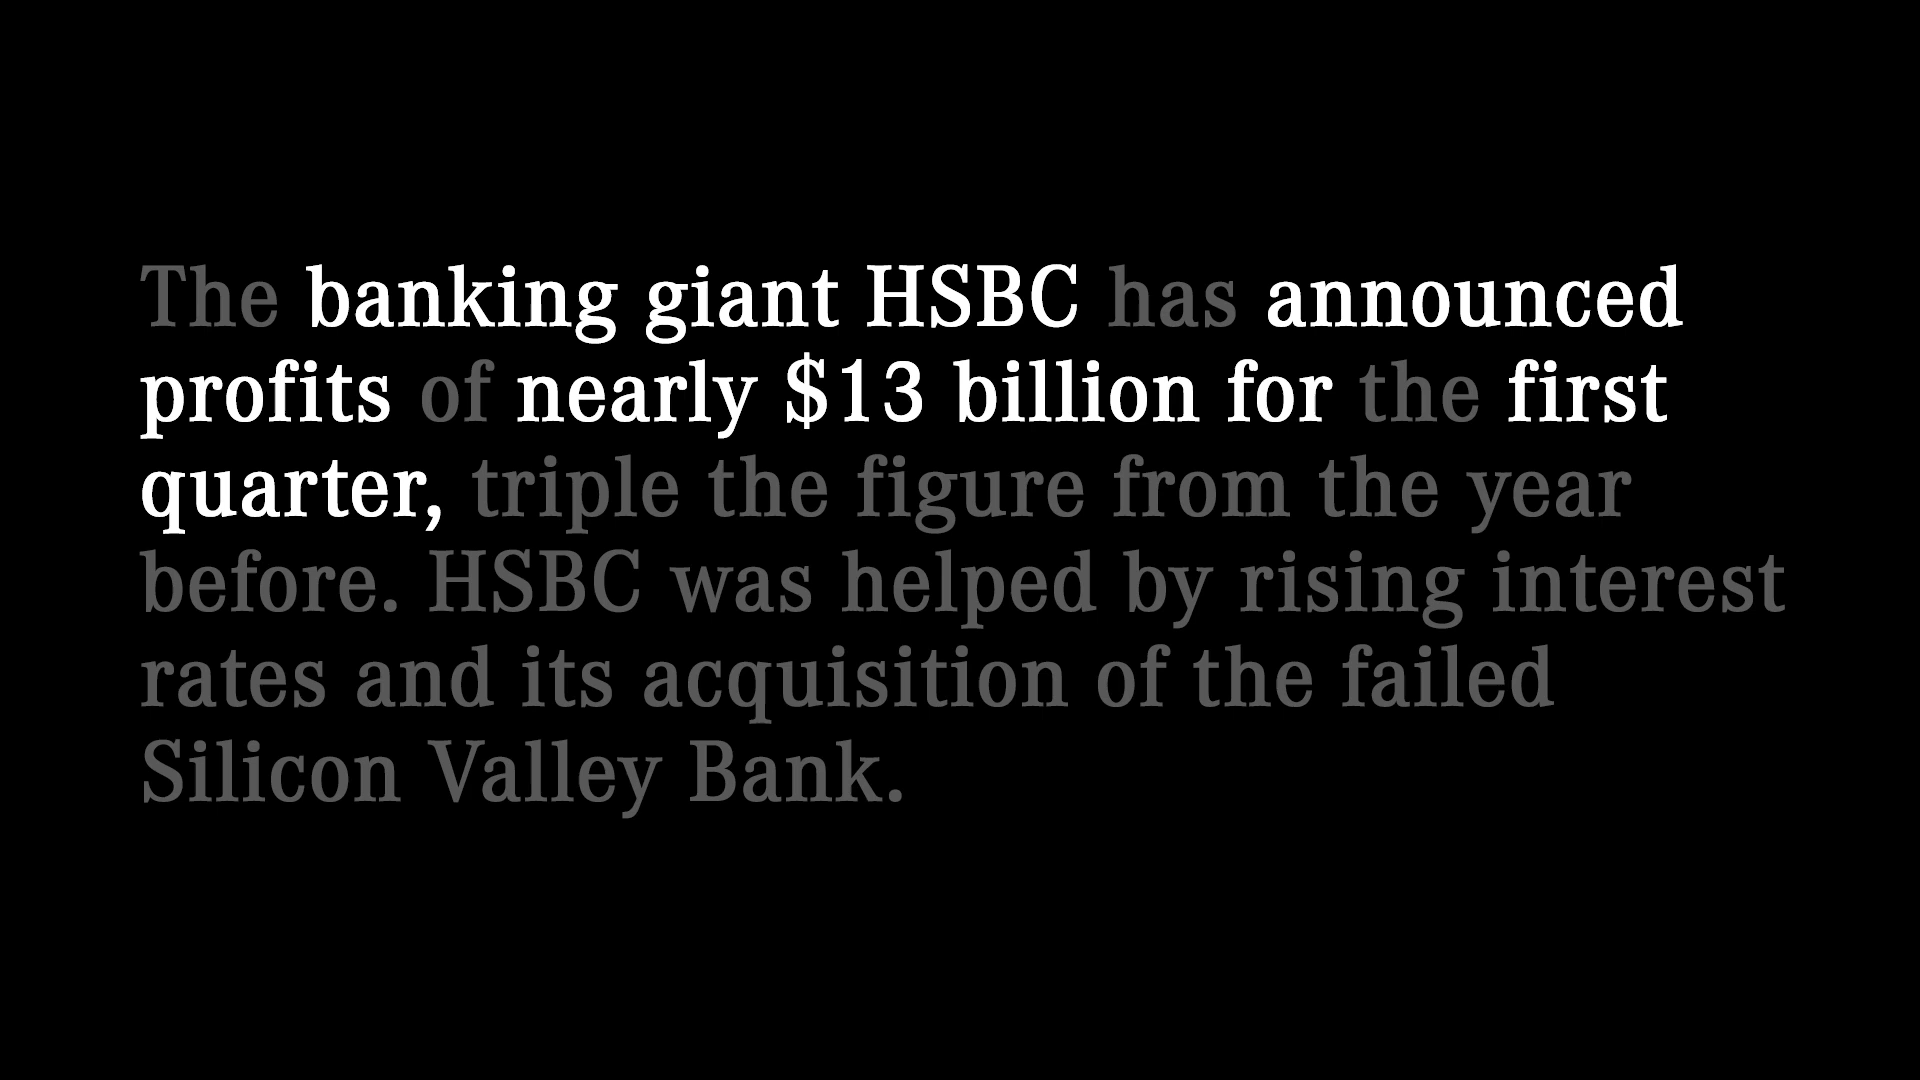 The banking giant HSBC has announced
profits of nearly $13 billion for the first
quarter, triple the figure from the year
before. HSBC was helped by rising interest
rates and its acquisition of the failed
Silicon Valley Bank.